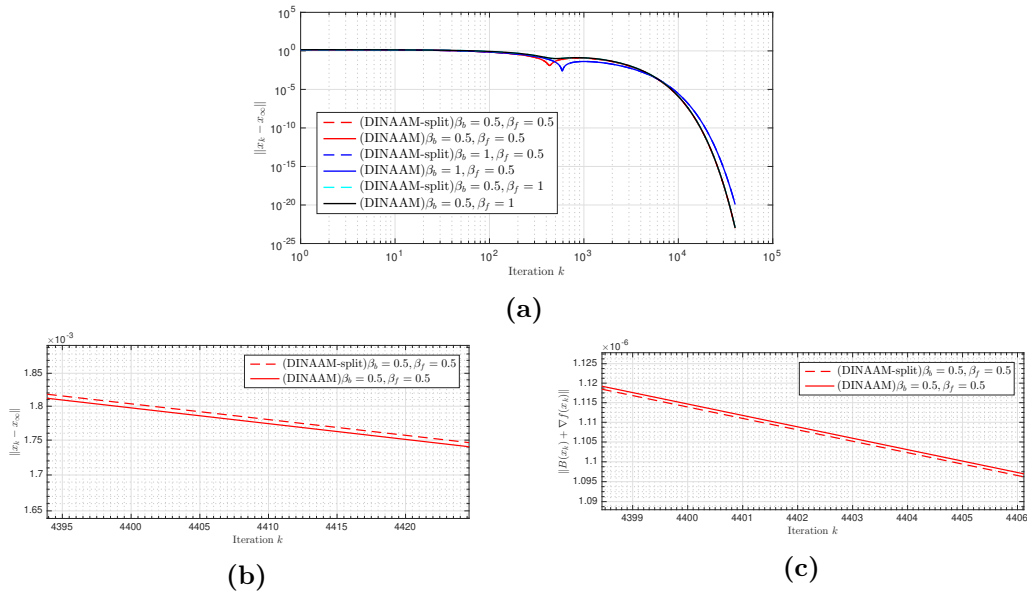 10^5
10^0
10^-5
10^-10
10^-15
10^-20
10^-25
‖x_k − x_∞‖
(DINAAM-split)β_b = 0.5, β_f = 0.5
(DINAAM)β_b = 0.5, β_f = 0.5
(DINAAM-split)β_b = 1, β_f = 0.5
(DINAAM)β_b = 1, β_f = 0.5
(DINAAM-split)β_b = 0.5, β_f = 1
(DINAAM)β_b = 0.5, β_f = 1
10^0 10^1 10^2 10^3 10^4 10^5
Iteration k
(a)
×10^-3
1.85
1.8
1.75
1.7
1.65
‖x_k − x_∞‖
(DINAAM-split)β_b = 0.5, β_f = 0.5
(DINAAM)β_b = 0.5, β_f = 0.5
4395 4400 4405 4410 4415 4420
Iteration k
(b)
×10^-6
1.125
1.12
1.115
1.11
1.105
1.1
1.095
1.09
‖B(x_k) + ∇f(x_k)‖
(DINAAM-split)β_b = 0.5, β_f = 0.5
(DINAAM)β_b = 0.5, β_f = 0.5
4399 4400 4401 4402 4403 4404 4405 4406
Iteration k
(c)